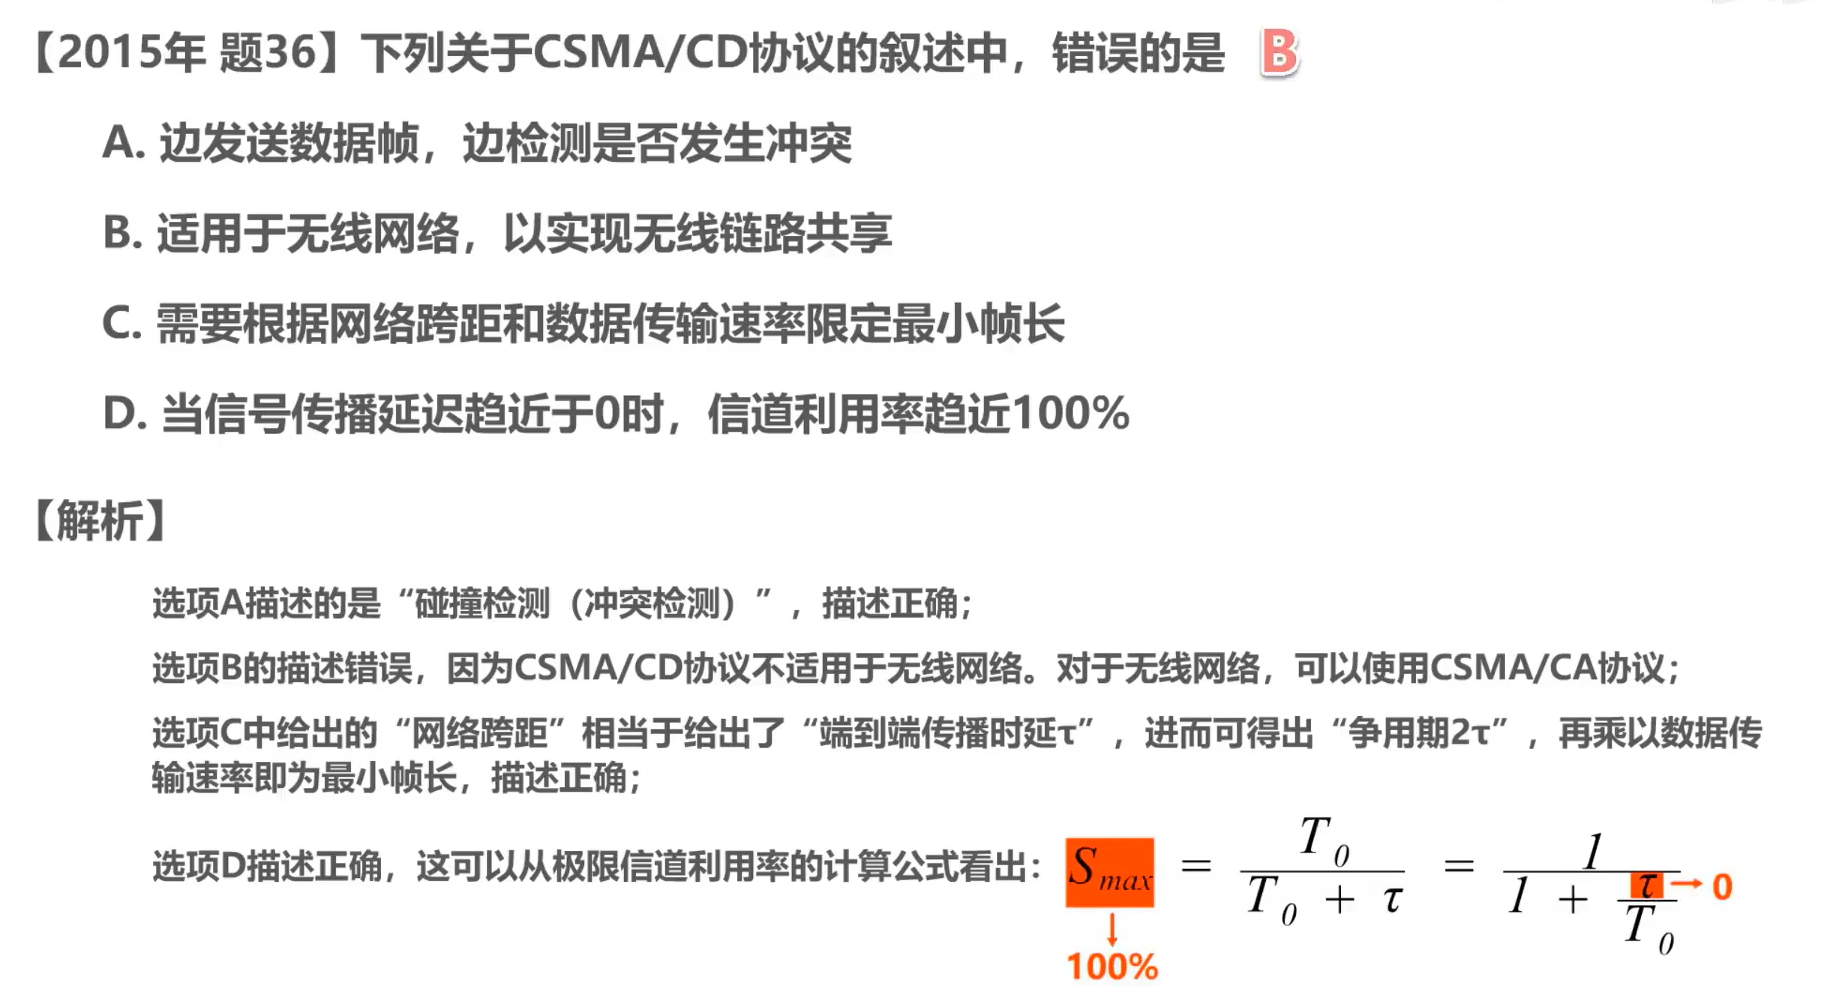 【2015年 题36】下列关于CSMA/CD协议的叙述中，错误的是 B
A. 边发送数据帧，边检测是否发生冲突
B. 适用于无线网络，以实现无线链路共享
C. 需要根据网络跨距和数据传输速率限定最小帧长
D. 当信号传播延迟趋近于0时，信道利用率趋近100%
【解析】
选项A描述的是“碰撞检测（冲突检测）”，描述正确；
选项B的描述错误，因为CSMA/CD协议不适用于无线网络。对于无线网络，可以使用CSMA/CA协议；
选项C中给出的“网络跨距”相当于给出了“端到端传播时延τ”，进而可得出“争用期2τ”，再乘以数据传
输速率即为最小帧长，描述正确；
选项D描述正确，这可以从极限信道利用率的计算公式看出： S_max = T_0 / (T_0 + τ) = 1 / (1 + τ / T_0) → 0
↓
100%